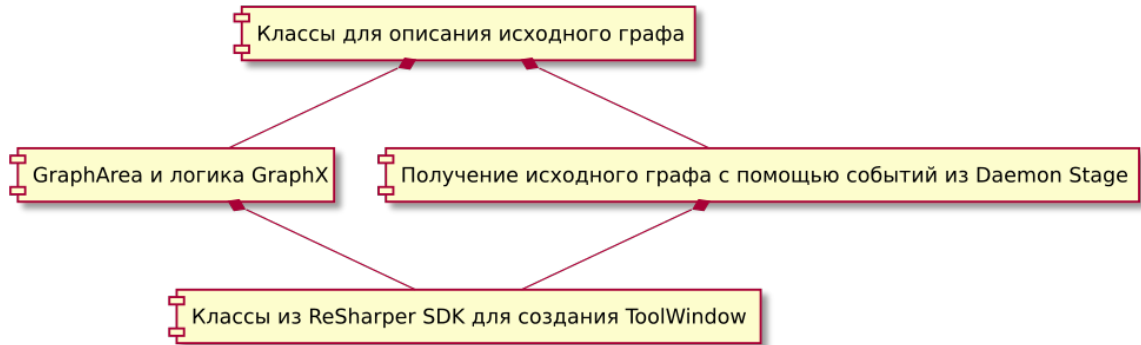 Классы для описания исходного графа
GraphArea и логика GraphX
Получение исходного графа с помощью событий из Daemon Stage
Классы из ReSharper SDK для создания ToolWindow